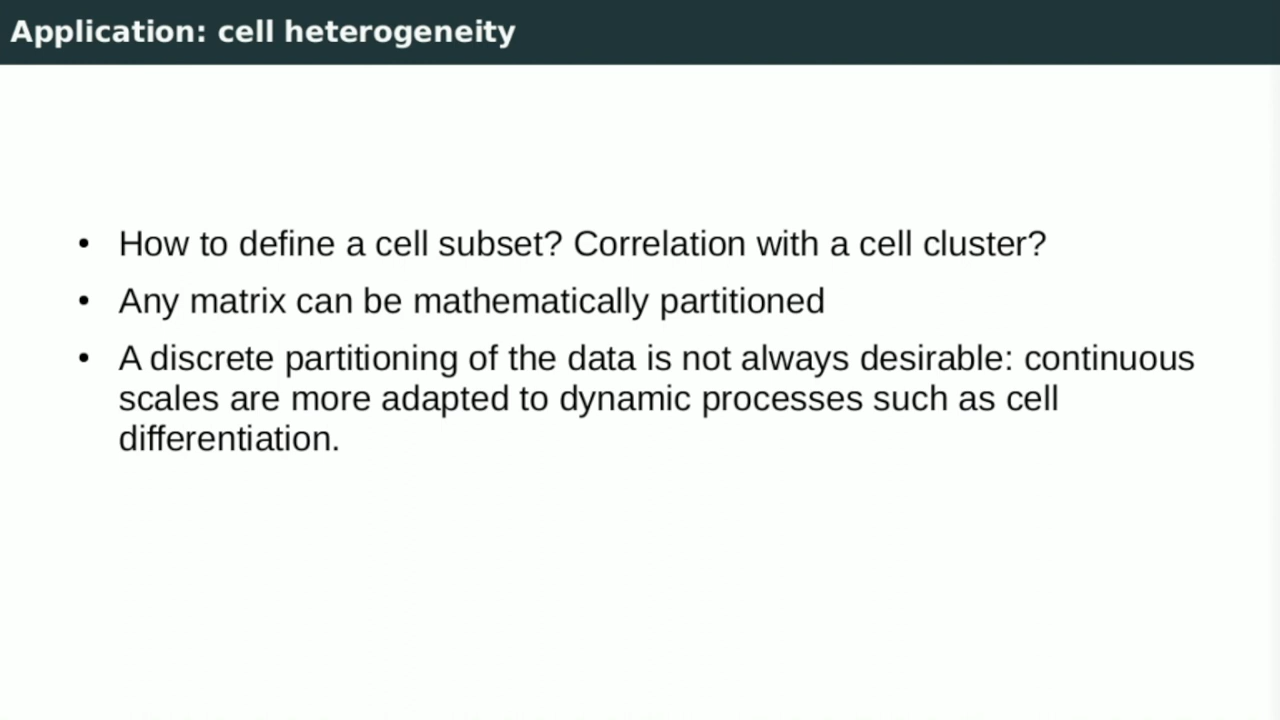 Application: cell heterogeneity
• How to define a cell subset? Correlation with a cell cluster?
• Any matrix can be mathematically partitioned
• A discrete partitioning of the data is not always desirable: continuous
scales are more adapted to dynamic processes such as cell
differentiation.